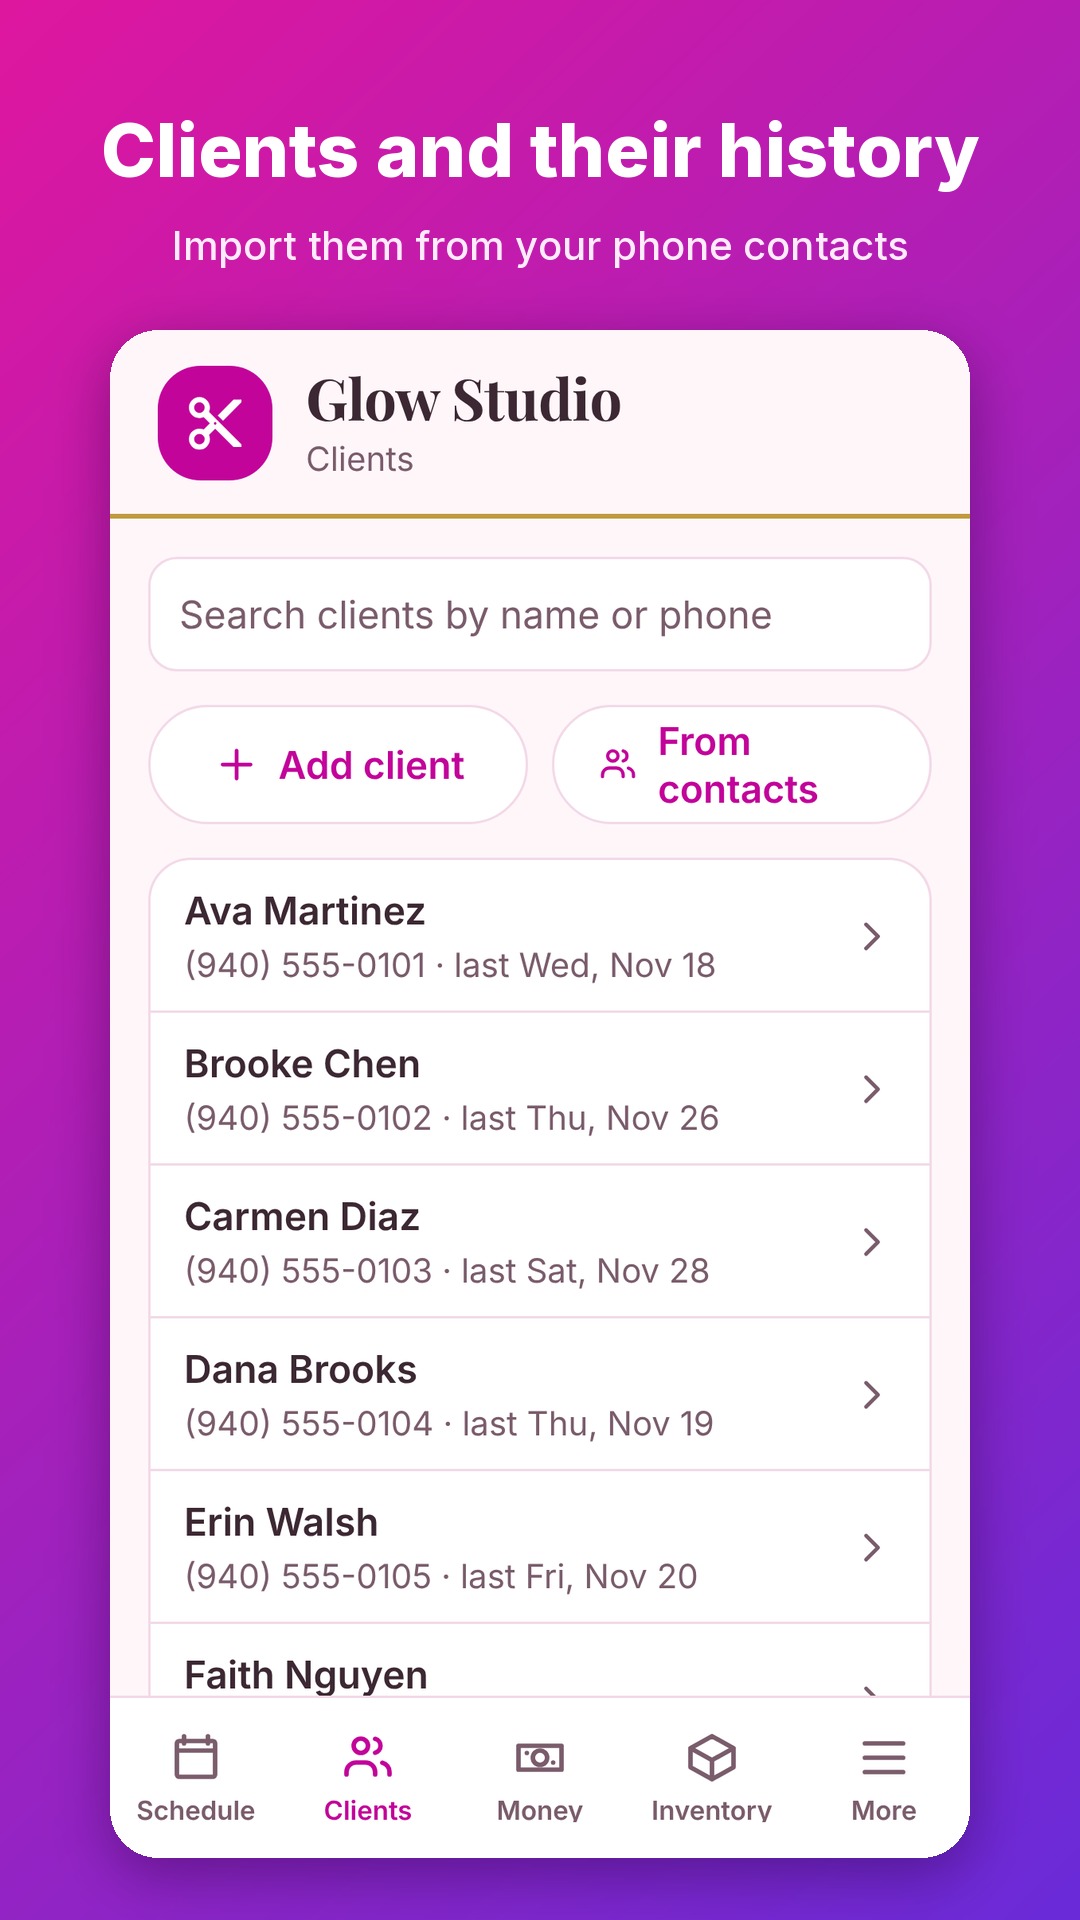 Clients and their history
Import them from your phone contacts
Glow Studio
Clients
Search clients by name or phone
Add client
From
contacts
Ava Martinez
(940) 555-0101 · last Wed, Nov 18
Brooke Chen
(940) 555-0102 · last Thu, Nov 26
Carmen Diaz
(940) 555-0103 · last Sat, Nov 28
Dana Brooks
(940) 555-0104 · last Thu, Nov 19
Erin Walsh
(940) 555-0105 · last Fri, Nov 20
Faith Nguyen
Schedule
Clients
Money
Inventory
More